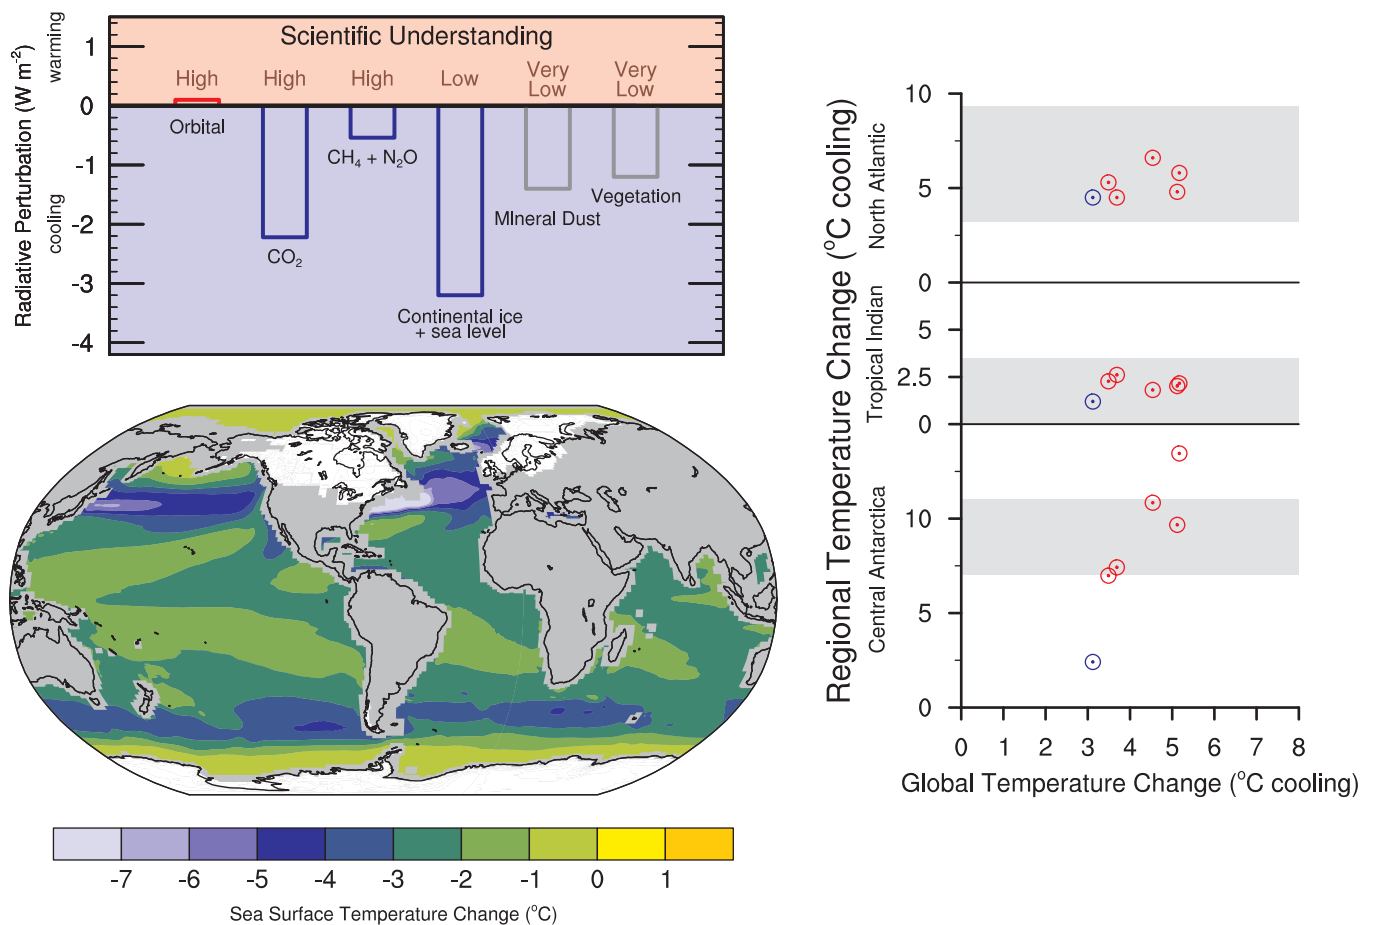 Scientific Understanding
High
High
High
Low
Very
Low
Very
Low
Radiative Perturbation (W m-2)
warming
cooling
1
0
-1
-2
-3
-4
Orbital
CO2
CH4 + N2O
Continental ice
+ sea level
MIneral Dust
Vegetation
-7
-6
-5
-4
-3
-2
-1
0
1
Sea Surface Temperature Change (oC)
Regional Temperature Change (oC cooling)
North Atlantic
Tropical Indian
Central Antarctica
10
5
0
5
2.5
0
10
5
0
0
1
2
3
4
5
6
7
8
Global Temperature Change (oC cooling)